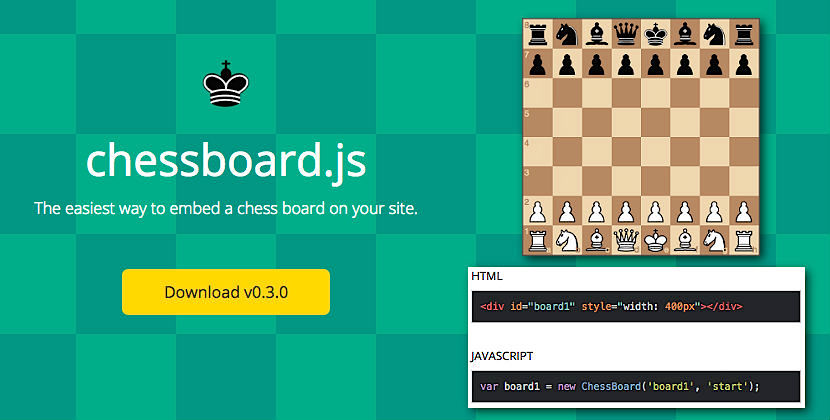 chessboard.js
The easiest way to embed a chess board on your site.
Download v0.3.0
8
7
6
5
4
3
2
1
HTML
<div id="board1" style="width: 400px"></div>
JAVASCRIPT
var board1 = new ChessBoard('board1', 'start');